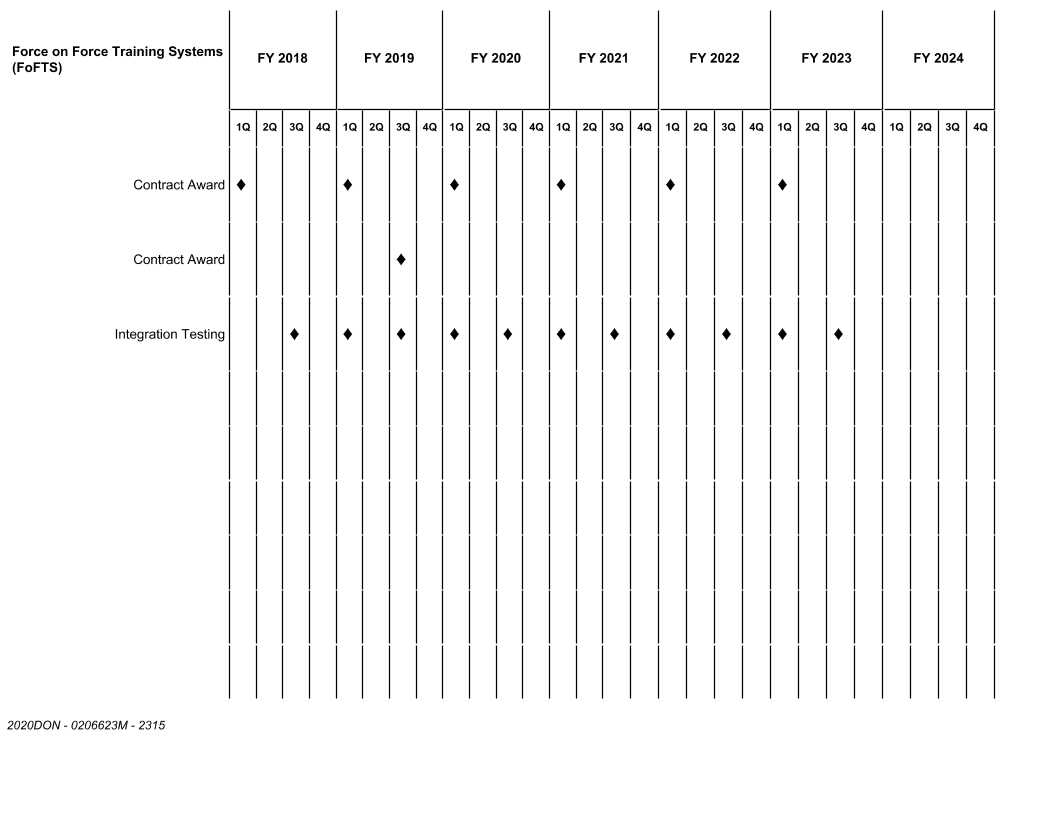 Force on Force Training Systems
(FoFTS)
FY 2018 FY 2019 FY 2020 FY 2021 FY 2022 FY 2023 FY 2024
1Q 2Q 3Q 4Q 1Q 2Q 3Q 4Q 1Q 2Q 3Q 4Q 1Q 2Q 3Q 4Q 1Q 2Q 3Q 4Q 1Q 2Q 3Q 4Q 1Q 2Q 3Q 4Q
Contract Award
Contract Award
Integration Testing
2020DON - 0206623M - 2315